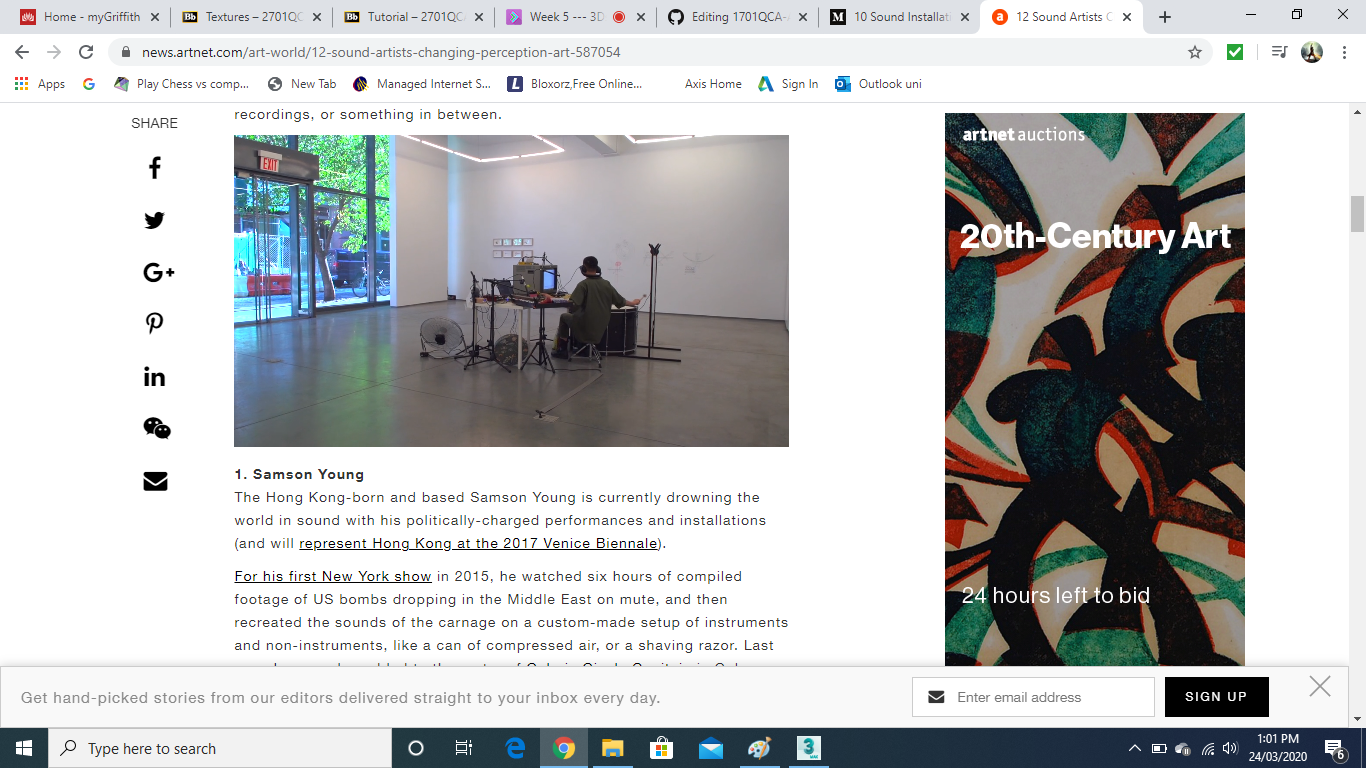 Home - myGriffith
Textures – 2701QC
Tutorial – 2701QC
Week 5 --- 3D
Editing 1701QCA-
10 Sound Installat
12 Sound Artists C
news.artnet.com/art-world/12-sound-artists-changing-perception-art-587054
Apps
Play Chess vs comp...
New Tab
Managed Internet S...
Bloxorz,Free Online...
Axis Home
Sign In
Outlook uni
SHARE
recordings, or something in between.
EXIT
1. Samson Young
The Hong Kong-born and based Samson Young is currently drowning the
world in sound with his politically-charged performances and installations
(and will represent Hong Kong at the 2017 Venice Biennale).
For his first New York show in 2015, he watched six hours of compiled
footage of US bombs dropping in the Middle East on mute, and then
recreated the sounds of the carnage on a custom-made setup of instruments
and non-instruments, like a can of compressed air, or a shaving razor. Last
artnet auctions
20th-Century Art
24 hours left to bid
Get hand-picked stories from our editors delivered straight to your inbox every day.
Enter email address
SIGN UP
Type here to search
1:01 PM
24/03/2020
6